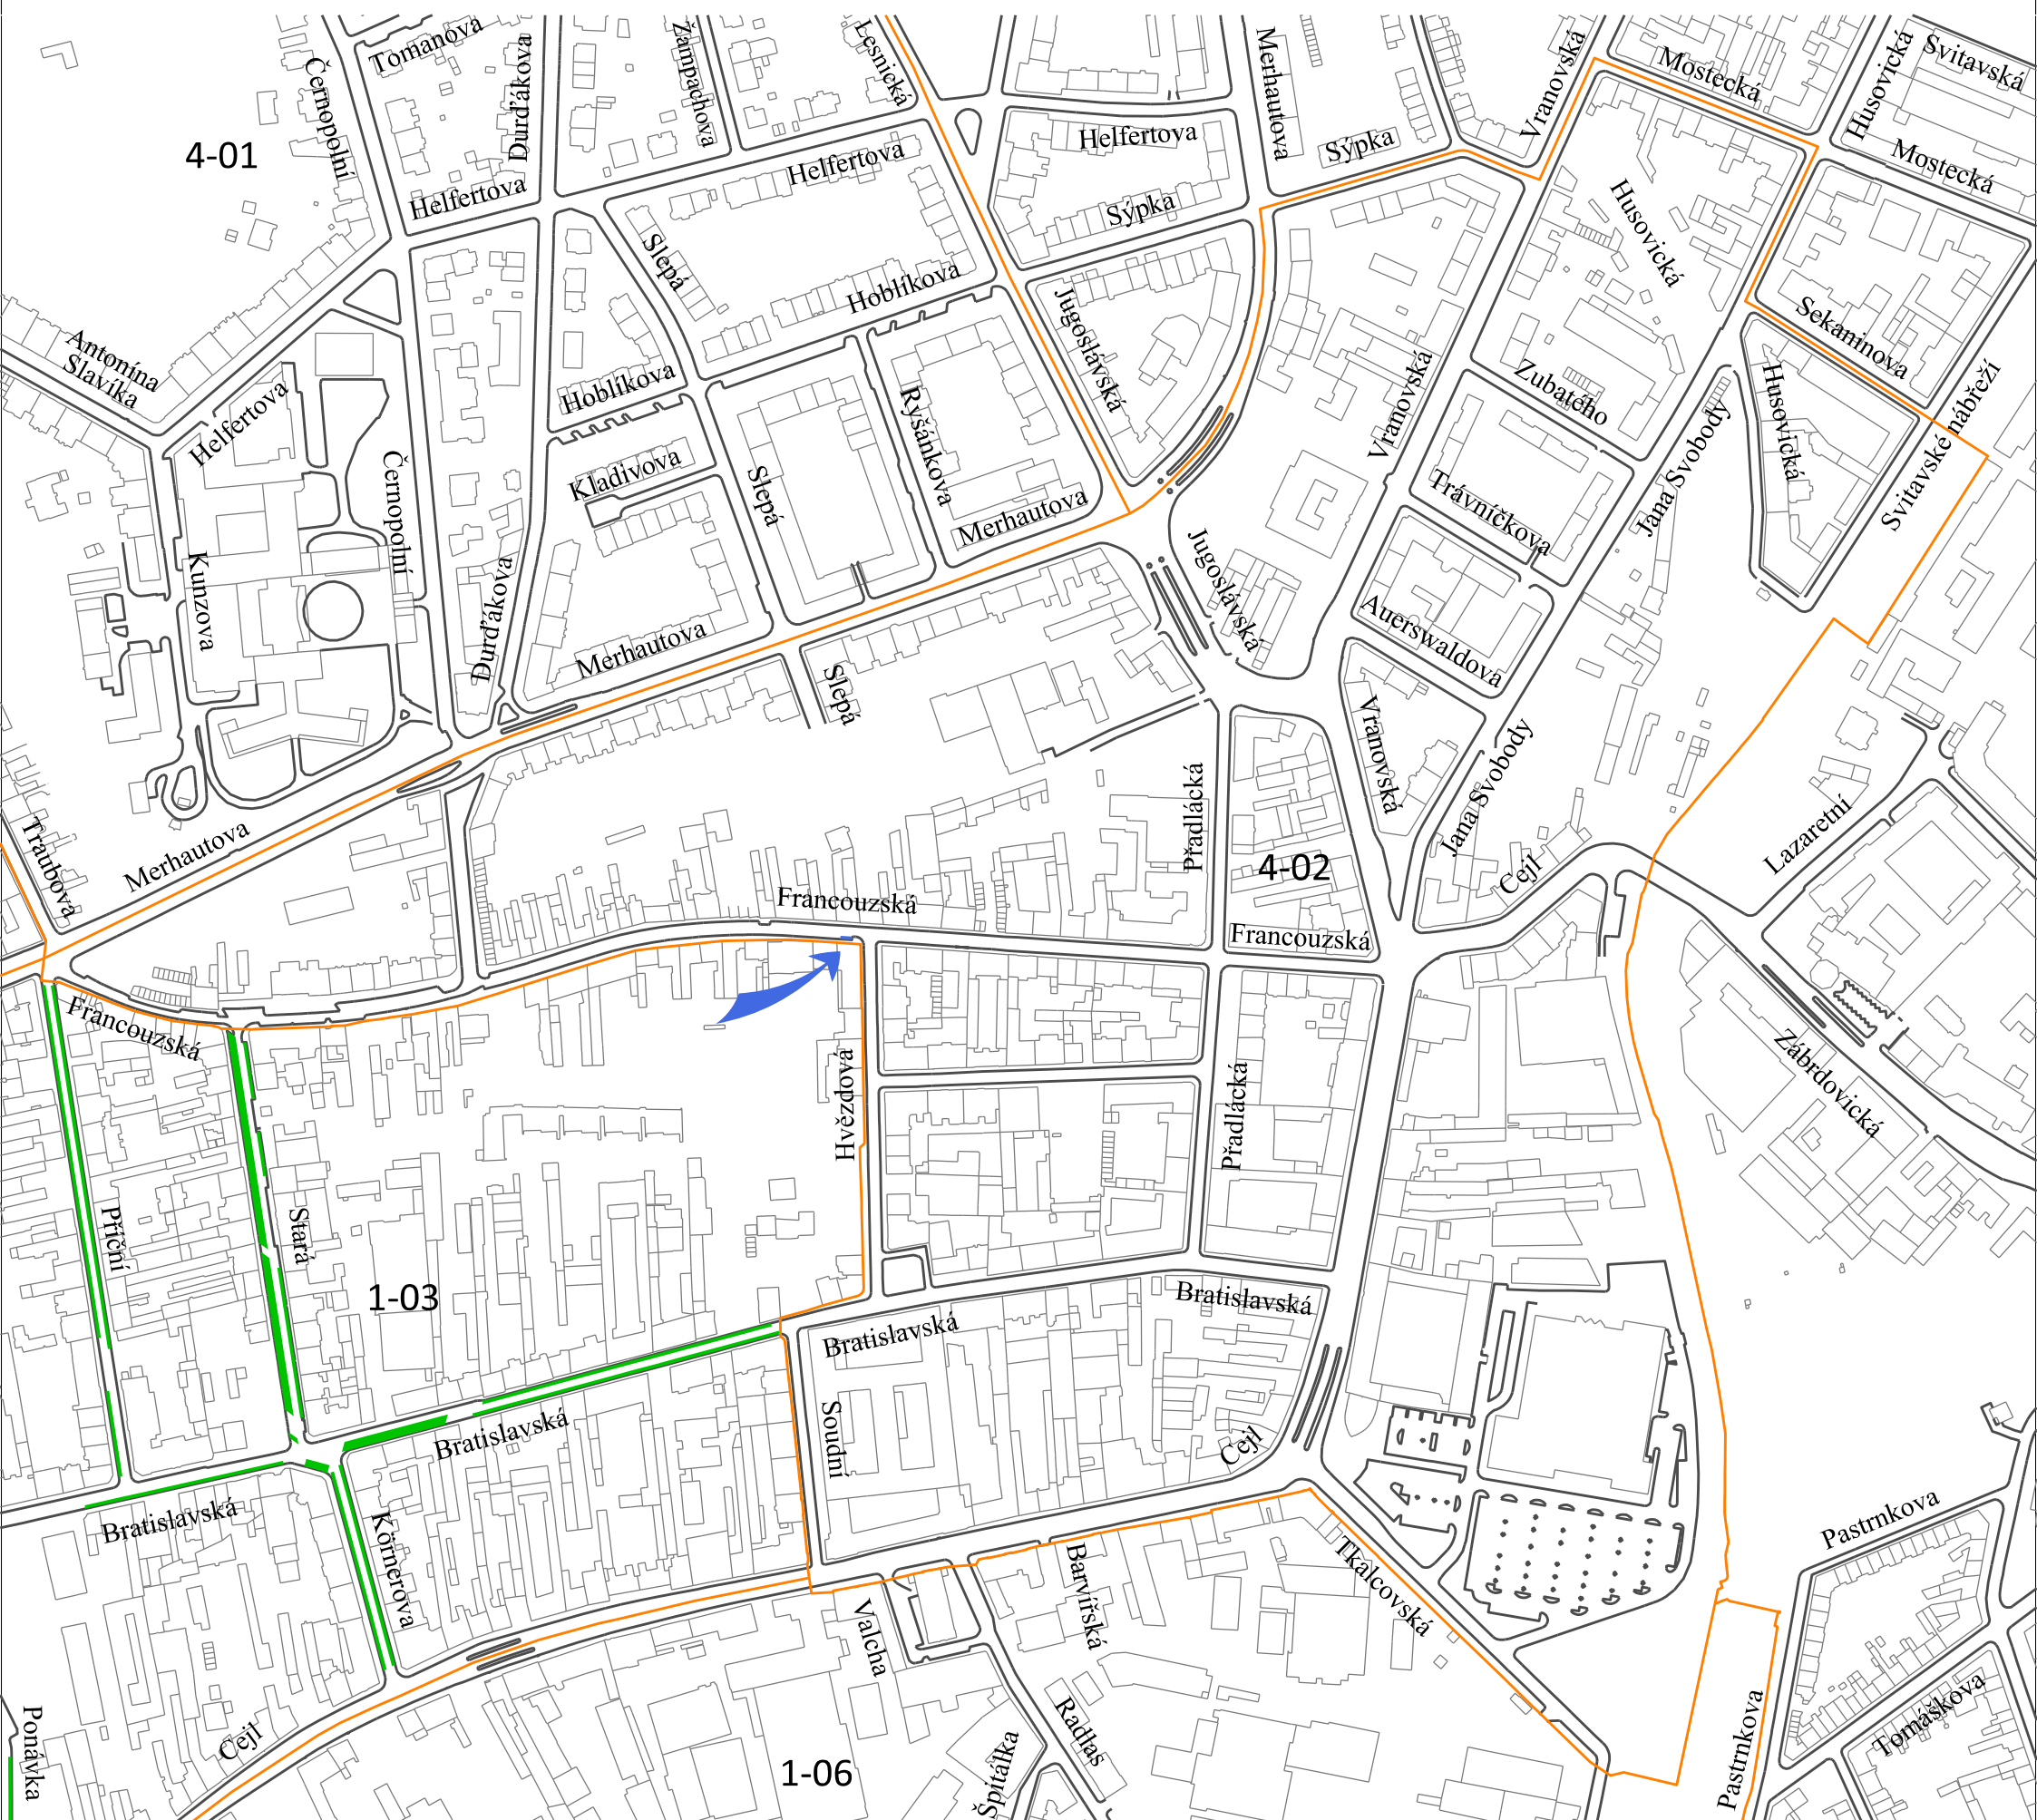 Tomanova
Durďákova
Zampachova
Lesnická
Merhautova
Vranovská
Mostecká
Husovická
Svitavská
Černopolní
4-01
Helfertova
Helfertova
Helfertova
Sýpka
Mostecká
Sýpka
Husovická
Slepá
Hoblíkova
Jugoslávská
Antonína
Slavíka
Helfertova
Hoblíkova
Ryšánkova
Vranovská
Zubatého
Sekaninova
Husovická
Černopolní
Kladivova
Slepá
Merhautova
Trávníčkova
Jana Svobody
Svitavské nábřeží
Kunzova
Durďákova
Merhautova
Jugoslávská
Auerswaldova
Slepá
Vranovská
Jana Svobody
Přadlácká
Traubova
Merhautova
Lazaretní
4-02
Cejl
Francouzská
Francouzská
Francouzská
Hvězdová
Přadlácká
Zábrdovická
Příční
Stará
1-03
Bratislavská
Bratislavská
Bratislavská
Soudní
Cejl
Bratislavská
Körnerova
Pastrnkova
Barvířská
Tkalcovská
Valcha
Ponávka
Cejl
Radlas
Špitálka
1-06
Tomáškova
Pastrnkova